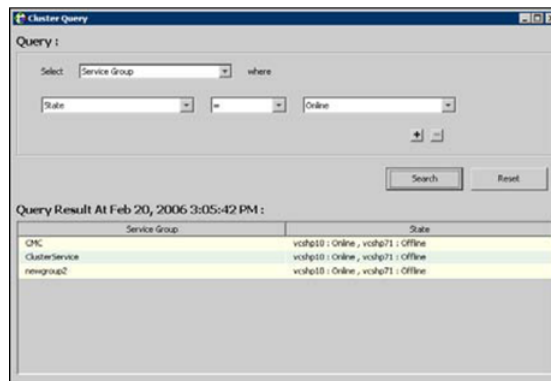 Cluster Query
Query :
Select Service Group where
State = Online
+ -
Search Reset
Query Result At Feb 20, 2006 3:05:42 PM :
Service Group State
CMC vcshp10 : Online , vcshp71 : Offline
ClusterService vcshp10 : Online , vcshp71 : Offline
newgroup2 vcshp10 : Online , vcshp71 : Offline